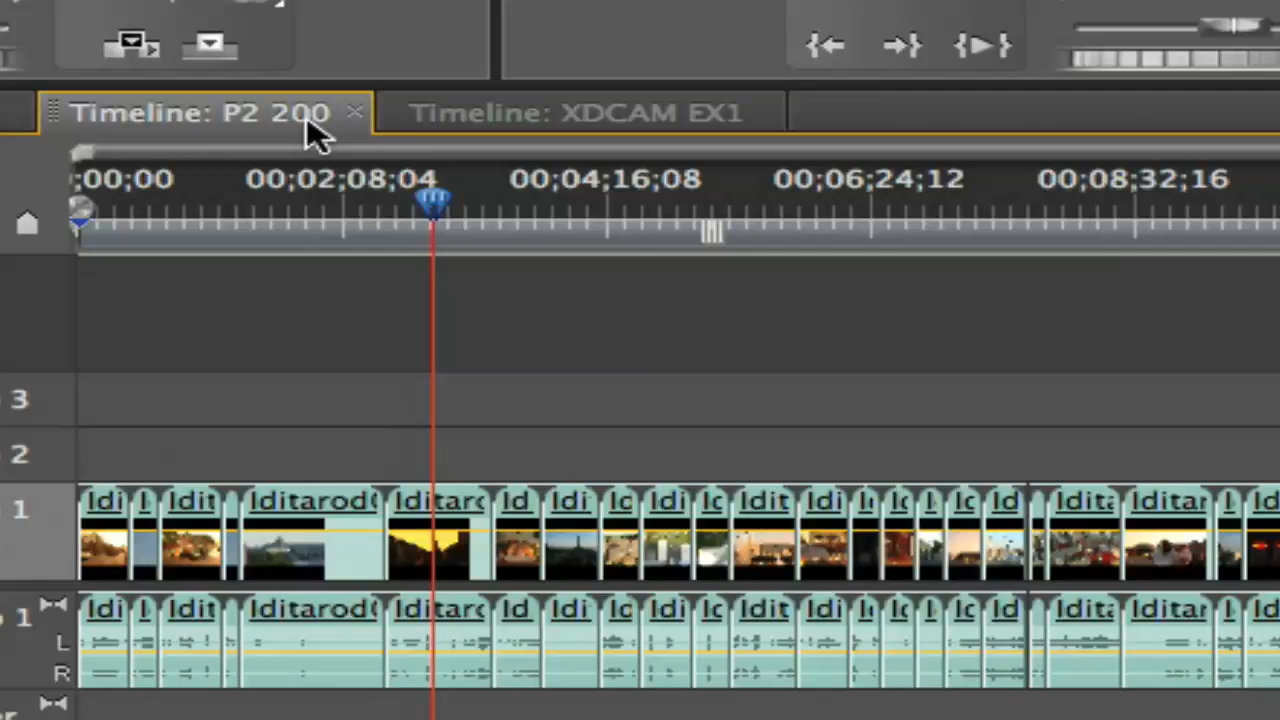 Timeline: P2 200 × Timeline: XDCAM EX1
;00;00 00;02;08;04 00;04;16;08 00;06;24;12 00;08;32;16
3
2
1 Idi I Idit Iditarod Iditaro Id Idi Ic Idi Ic Idit Idi Ic I Ic Id Idita Iditar I Id
1 Idi I Idit Iditarod Iditaro Id Idi Ic Idi Ic Idit Idi Ic I Ic Id Idita Iditar I Id
L
R